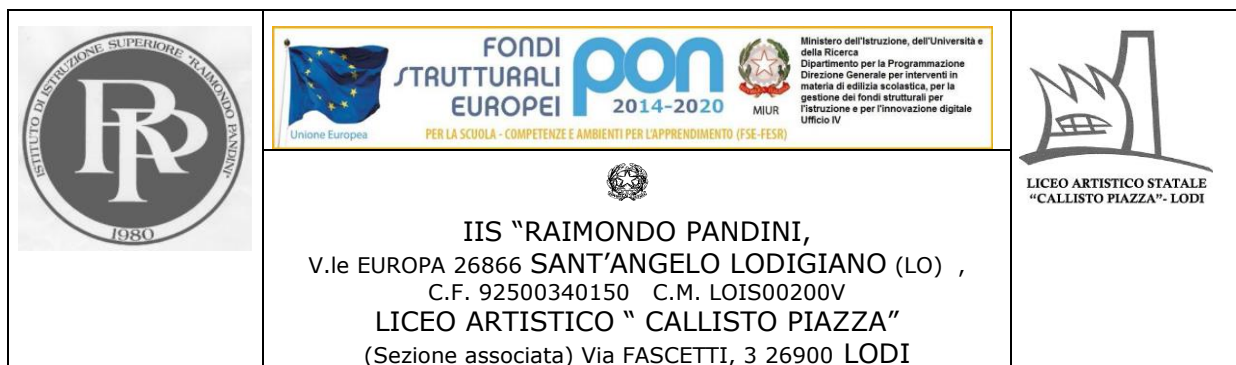 ISTITUTO DI ISTRUZIONE SUPERIORE "RAIMONDO PANDINI"
1980
Unione Europea
FONDI
STRUTTURALI
EUROPEI
pon
2014-2020
PER LA SCUOLA - COMPETENZE E AMBIENTI PER L'APPRENDIMENTO (FSE-FESR)
MIUR
Ministero dell'Istruzione, dell'Università e
della Ricerca
Dipartimento per la Programmazione
Direzione Generale per interventi in
materia di edilizia scolastica, per la
gestione dei fondi strutturali per
l'istruzione e per l'innovazione digitale
Ufficio IV
LICEO ARTISTICO STATALE
"CALLISTO PIAZZA"- LODI
IIS "RAIMONDO PANDINI,
V.le EUROPA 26866 SANT'ANGELO LODIGIANO (LO) ,
C.F. 92500340150 C.M. LOIS00200V
LICEO ARTISTICO " CALLISTO PIAZZA"
(Sezione associata) Via FASCETTI, 3 26900 LODI